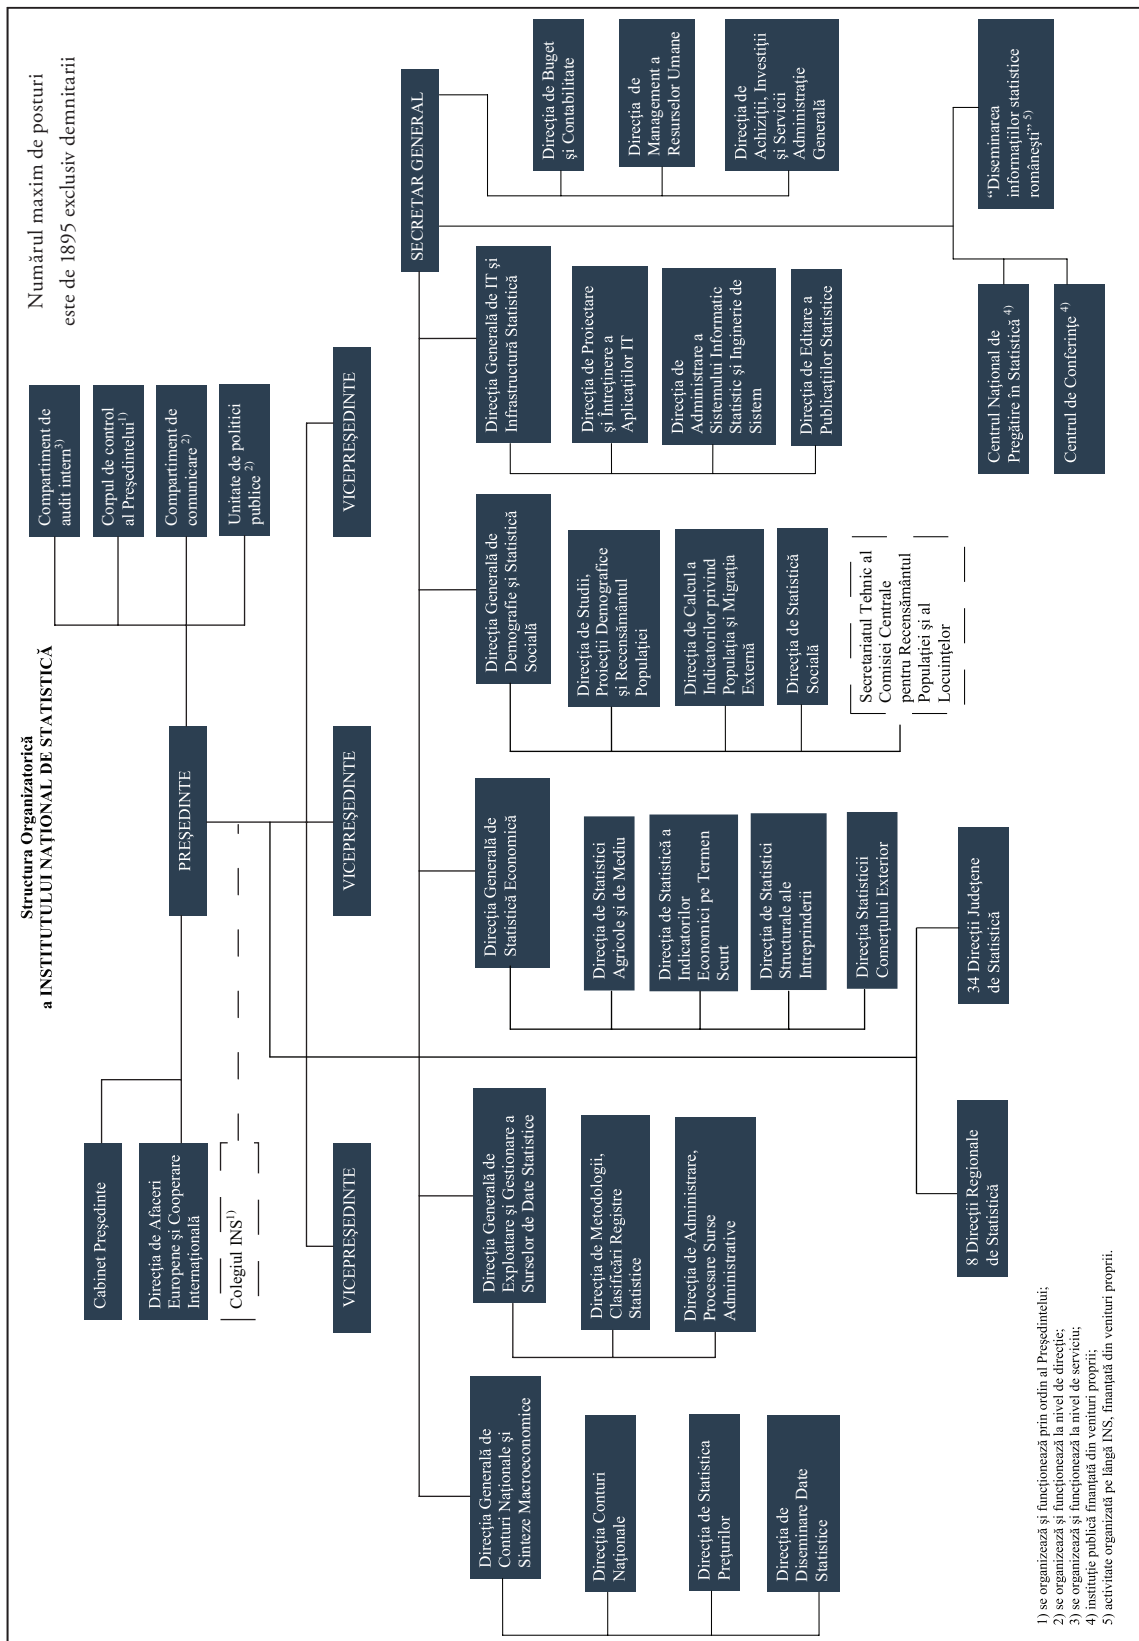 Structura Organizatorică
a INSTITUTULUI NAȚIONAL DE STATISTICĂ
Numărul maxim de posturi
este de 1895 exclusiv demnitarii
Cabinet Președinte
Direcția de Afaceri
Europene și Cooperare
Internațională
Colegiul INS1)
PREȘEDINTE
Compartiment de
audit intern3)
Corpul de control
al Președintelui1)
Compartiment de
comunicare 2)
Unitate de politici
publice 2)
VICEPREȘEDINTE
VICEPREȘEDINTE
VICEPREȘEDINTE
SECRETAR GENERAL
Direcția Generală de
Conturi Naționale și
Sinteze Macroeconomice
Direcția Conturi
Naționale
Direcția de Statistica
Prețurilor
Direcția de
Diseminare Date
Statistice
Direcția Generală de
Exploatare și Gestionare a
Surselor de Date Statistice
Direcția de Metodologii,
Clasificări Registre
Statistice
Direcția de Administrare,
Procesare Surse
Administrative
Direcția Generală de
Statistică Economică
Direcția de Statistici
Agricole și de Mediu
Direcția de Statistică a
Indicatorilor
Economici pe Termen
Scurt
Direcția de Statistici
Structurale ale
Intreprinderii
Direcția Statisticii
Comerțului Exterior
Direcția Generală de
Demografie și Statistică
Socială
Direcția de Studii,
Proiecții Demografice
și Recensământul
Populației
Direcția de Calcul a
Indicatorilor privind
Populația și Migrația
Externă
Direcția de Statistică
Socială
Secretariatul Tehnic al
Comisiei Centrale
pentru Recensământul
Populației și al
Locuințelor
Direcția Generală de IT și
Infrastructură Statistică
Direcția de Proiectare
și Întreținere a
Aplicațiilor IT
Direcția de
Administrare a
Sistemului Informatic
Statistic și Inginerie de
Sistem
Direcția de Editare a
Publicațiilor Statistice
Direcția de Buget
și Contabilitate
Direcția de
Management a
Resurselor Umane
Direcția de
Achiziții, Investiții
și Servicii
Administrație
Generală
8 Direcții Regionale
de Statistică
34 Direcții Județene
de Statistică
Centrul Național de
Pregătire în Statistică 4)
Centrul de Conferințe 4)
“Diseminarea
informațiilor statistice
românești” 5)
1) se organizează și funcționează prin ordin al Președintelui;
2) se organizează și funcționează la nivel de direcție;
3) se organizează și funcționează la nivel de serviciu;
4) instituție publică finanțată din venituri proprii;
5) activitate organizată pe lângă INS, finanțată din venituri proprii.